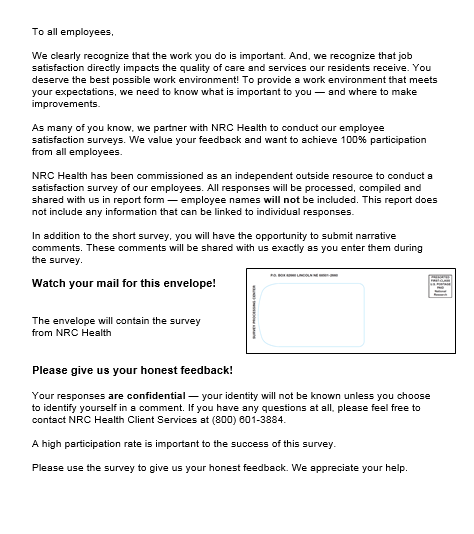 To all employees,
We clearly recognize that the work you do is important. And, we recognize that job
satisfaction directly impacts the quality of care and services our residents receive. You
deserve the best possible work environment! To provide a work environment that meets
your expectations, we need to know what is important to you — and where to make
improvements.
As many of you know, we partner with NRC Health to conduct our employee
satisfaction surveys. We value your feedback and want to achieve 100% participation
from all employees.
NRC Health has been commissioned as an independent outside resource to conduct a
satisfaction survey of our employees. All responses will be processed, compiled and
shared with us in report form — employee names will not be included. This report does
not include any information that can be linked to individual responses.
In addition to the short survey, you will have the opportunity to submit narrative
comments. These comments will be shared with us exactly as you enter them during
the survey.
Watch your mail for this envelope!
The envelope will contain the survey
from NRC Health
SURVEY PROCESSING CENTER
P.O. BOX LINCOLN NE
PRESORTED
FIRST-CLASS
U.S. POSTAGE
PAID
National
Research
Please give us your honest feedback!
Your responses are confidential — your identity will not be known unless you choose
to identify yourself in a comment. If you have any questions at all, please feel free to
contact NRC Health Client Services at (800) 601-3884.
A high participation rate is important to the success of this survey.
Please use the survey to give us your honest feedback. We appreciate your help.